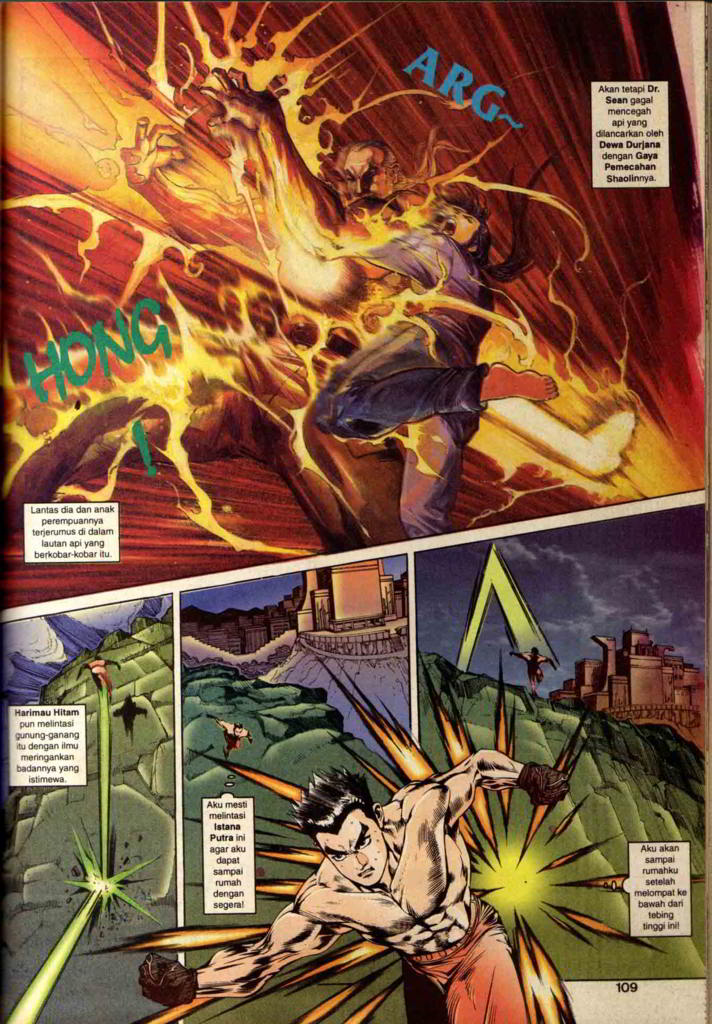 ARG~
Akan tetapi Dr.
Sean gagal
mencegah
api yang
dilancarkan oleh
Dewa Durjana
dengan Gaya
Pemecahan
Shaolinnya.
HONG
!
Lantas dia dan anak
perempuannya
terjerumus di dalam
lautan api yang
berkobar-kobar itu.
Harimau Hitam
pun melintasi
gunung-ganang
itu dengan ilmu
meringankan
badannya yang
istimewa.
Aku mesti
melintasi
Istana
Putra ini
agar aku
dapat
sampai
rumah
dengan
segera!
Aku akan
sampai
rumahku
setelah
melompat ke
bawah dari
tebing
tinggi ini!
109